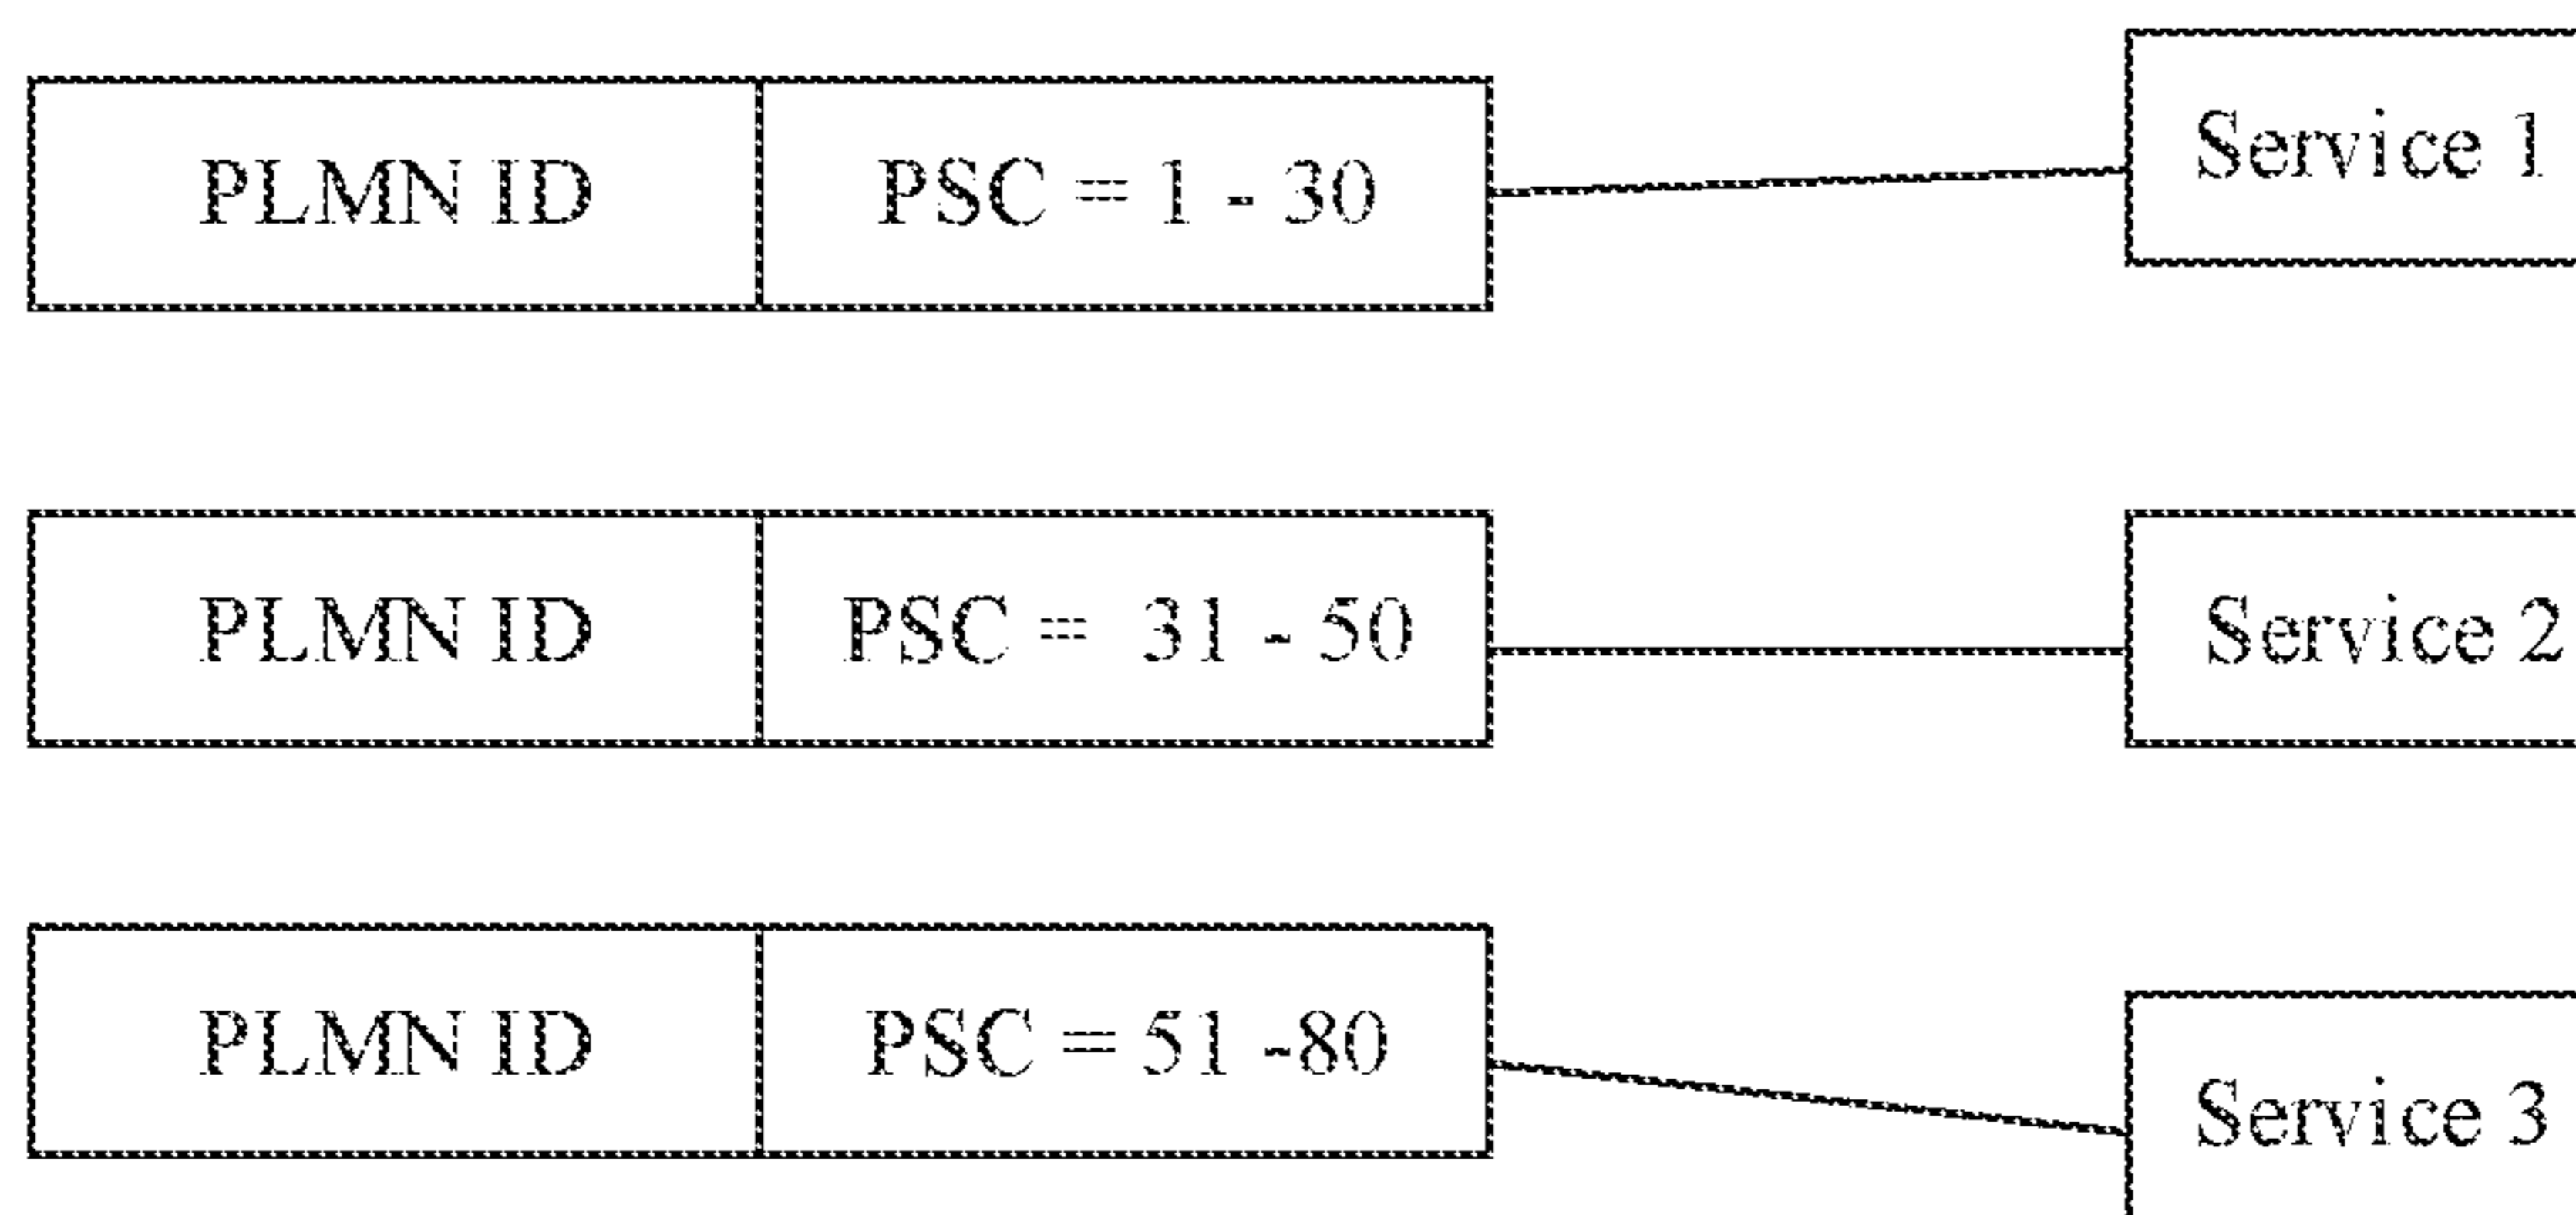 PLMN ID PSC = 1 - 30 Service 1
PLMN ID PSC = 31 - 50 Service 2
PLMN ID PSC = 51 -80 Service 3